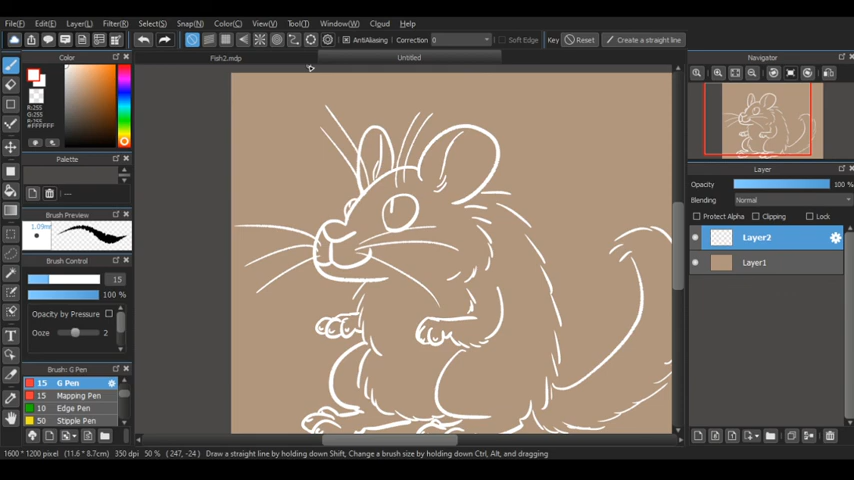 File(F) Edit(E) Layer(L) Filter(R) Select(S) Snap(N) Color(C) View(V) Tool(T) Window(W) Cloud Help
AntiAliasing Correction 0 Soft Edge Key Reset Create a straight line
Color
Fish2.mdp Untitled
Navigator
R:255
G:255
B:255
#FFFFFF
Palette
---
Layer
Opacity 100 %
Blending Normal
Protect Alpha Clipping Lock
Brush Preview
1.09m
Layer2
Brush Control
Layer1
15
100 %
Opacity by Pressure
Ooze 2
Brush: G Pen
15 G Pen
15 Mapping Pen
10 Edge Pen
50 Stipple Pen
1600 * 1200 pixel (11.6 * 8.7cm) 350 dpi 50 % ( 247, -24 ) Draw a straight line by holding down Shift, Change a brush size by holding down Ctrl, Alt, and dragging